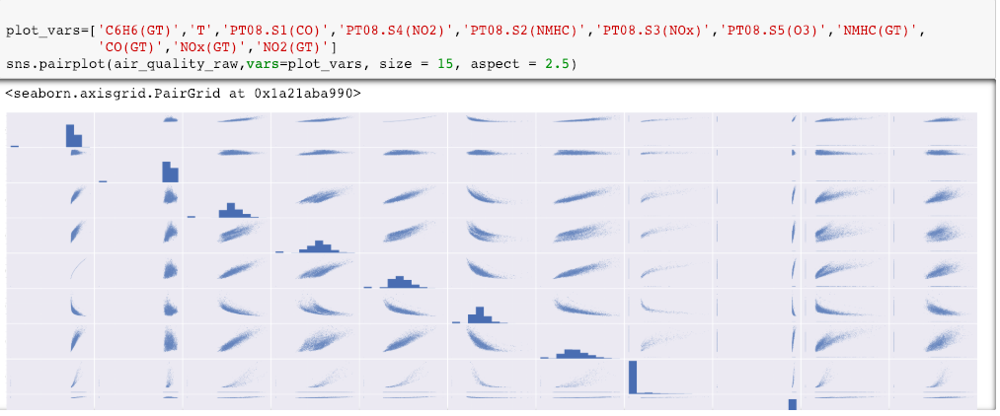 plot_vars=['C6H6(GT)','T','PT08.S1(CO)','PT08.S4(NO2)','PT08.S2(NMHC)','PT08.S3(NOx)','PT08.S5(O3)','NMHC(GT)',
'CO(GT)','NOx(GT)','NO2(GT)']
sns.pairplot(air_quality_raw,vars=plot_vars, size = 15, aspect = 2.5)
<seaborn.axisgrid.PairGrid at 0x1a21aba990>